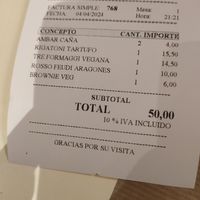 FACTURA SIMPLE: 768 Mesa: 1
FECHA: 04/04/2024 Hora: 21:21
CONCEPTO CANT. IMPORTE
AMBAR CAÑA 2 4,00
RIGATONI TARTUFO 1 15,50
TRE FORMAGGI VEGANA 1 14,50
ROSSO FEUDI ARAGONES 1 10,00
BROWNIE VEG 1 6,00
SUBTOTAL
TOTAL 50,00
10 % IVA INCLUIDO
GRACIAS POR SU VISITA